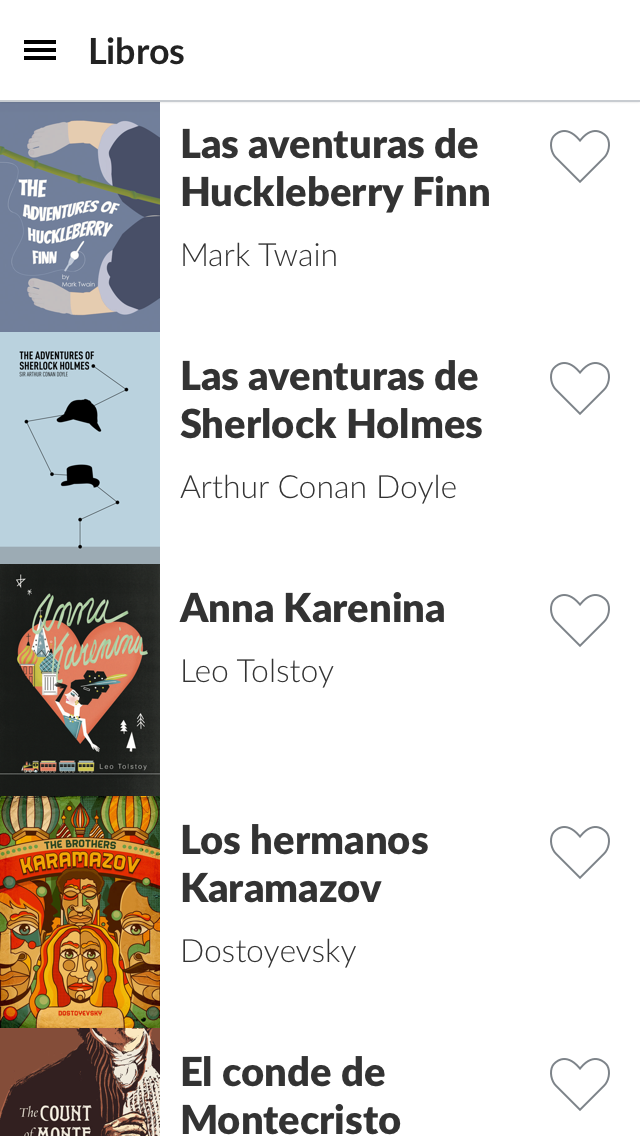 Libros
THE
ADVENTURES OF
HUCKLEBERRY
FINN
by
Mark Twain
Las aventuras de
Huckleberry Finn
Mark Twain
THE ADVENTURES OF
SHERLOCK HOLMES
SIR ARTHUR CONAN DOYLE
Las aventuras de
Sherlock Holmes
Arthur Conan Doyle
Anna
Karenina
Leo Tolstoy
Anna Karenina
Leo Tolstoy
THE BROTHERS
KARAMAZOV
DOSTOYEVSKY
Los hermanos
Karamazov
Dostoyevsky
The COUNT
of MONTE
El conde de
Montecristo